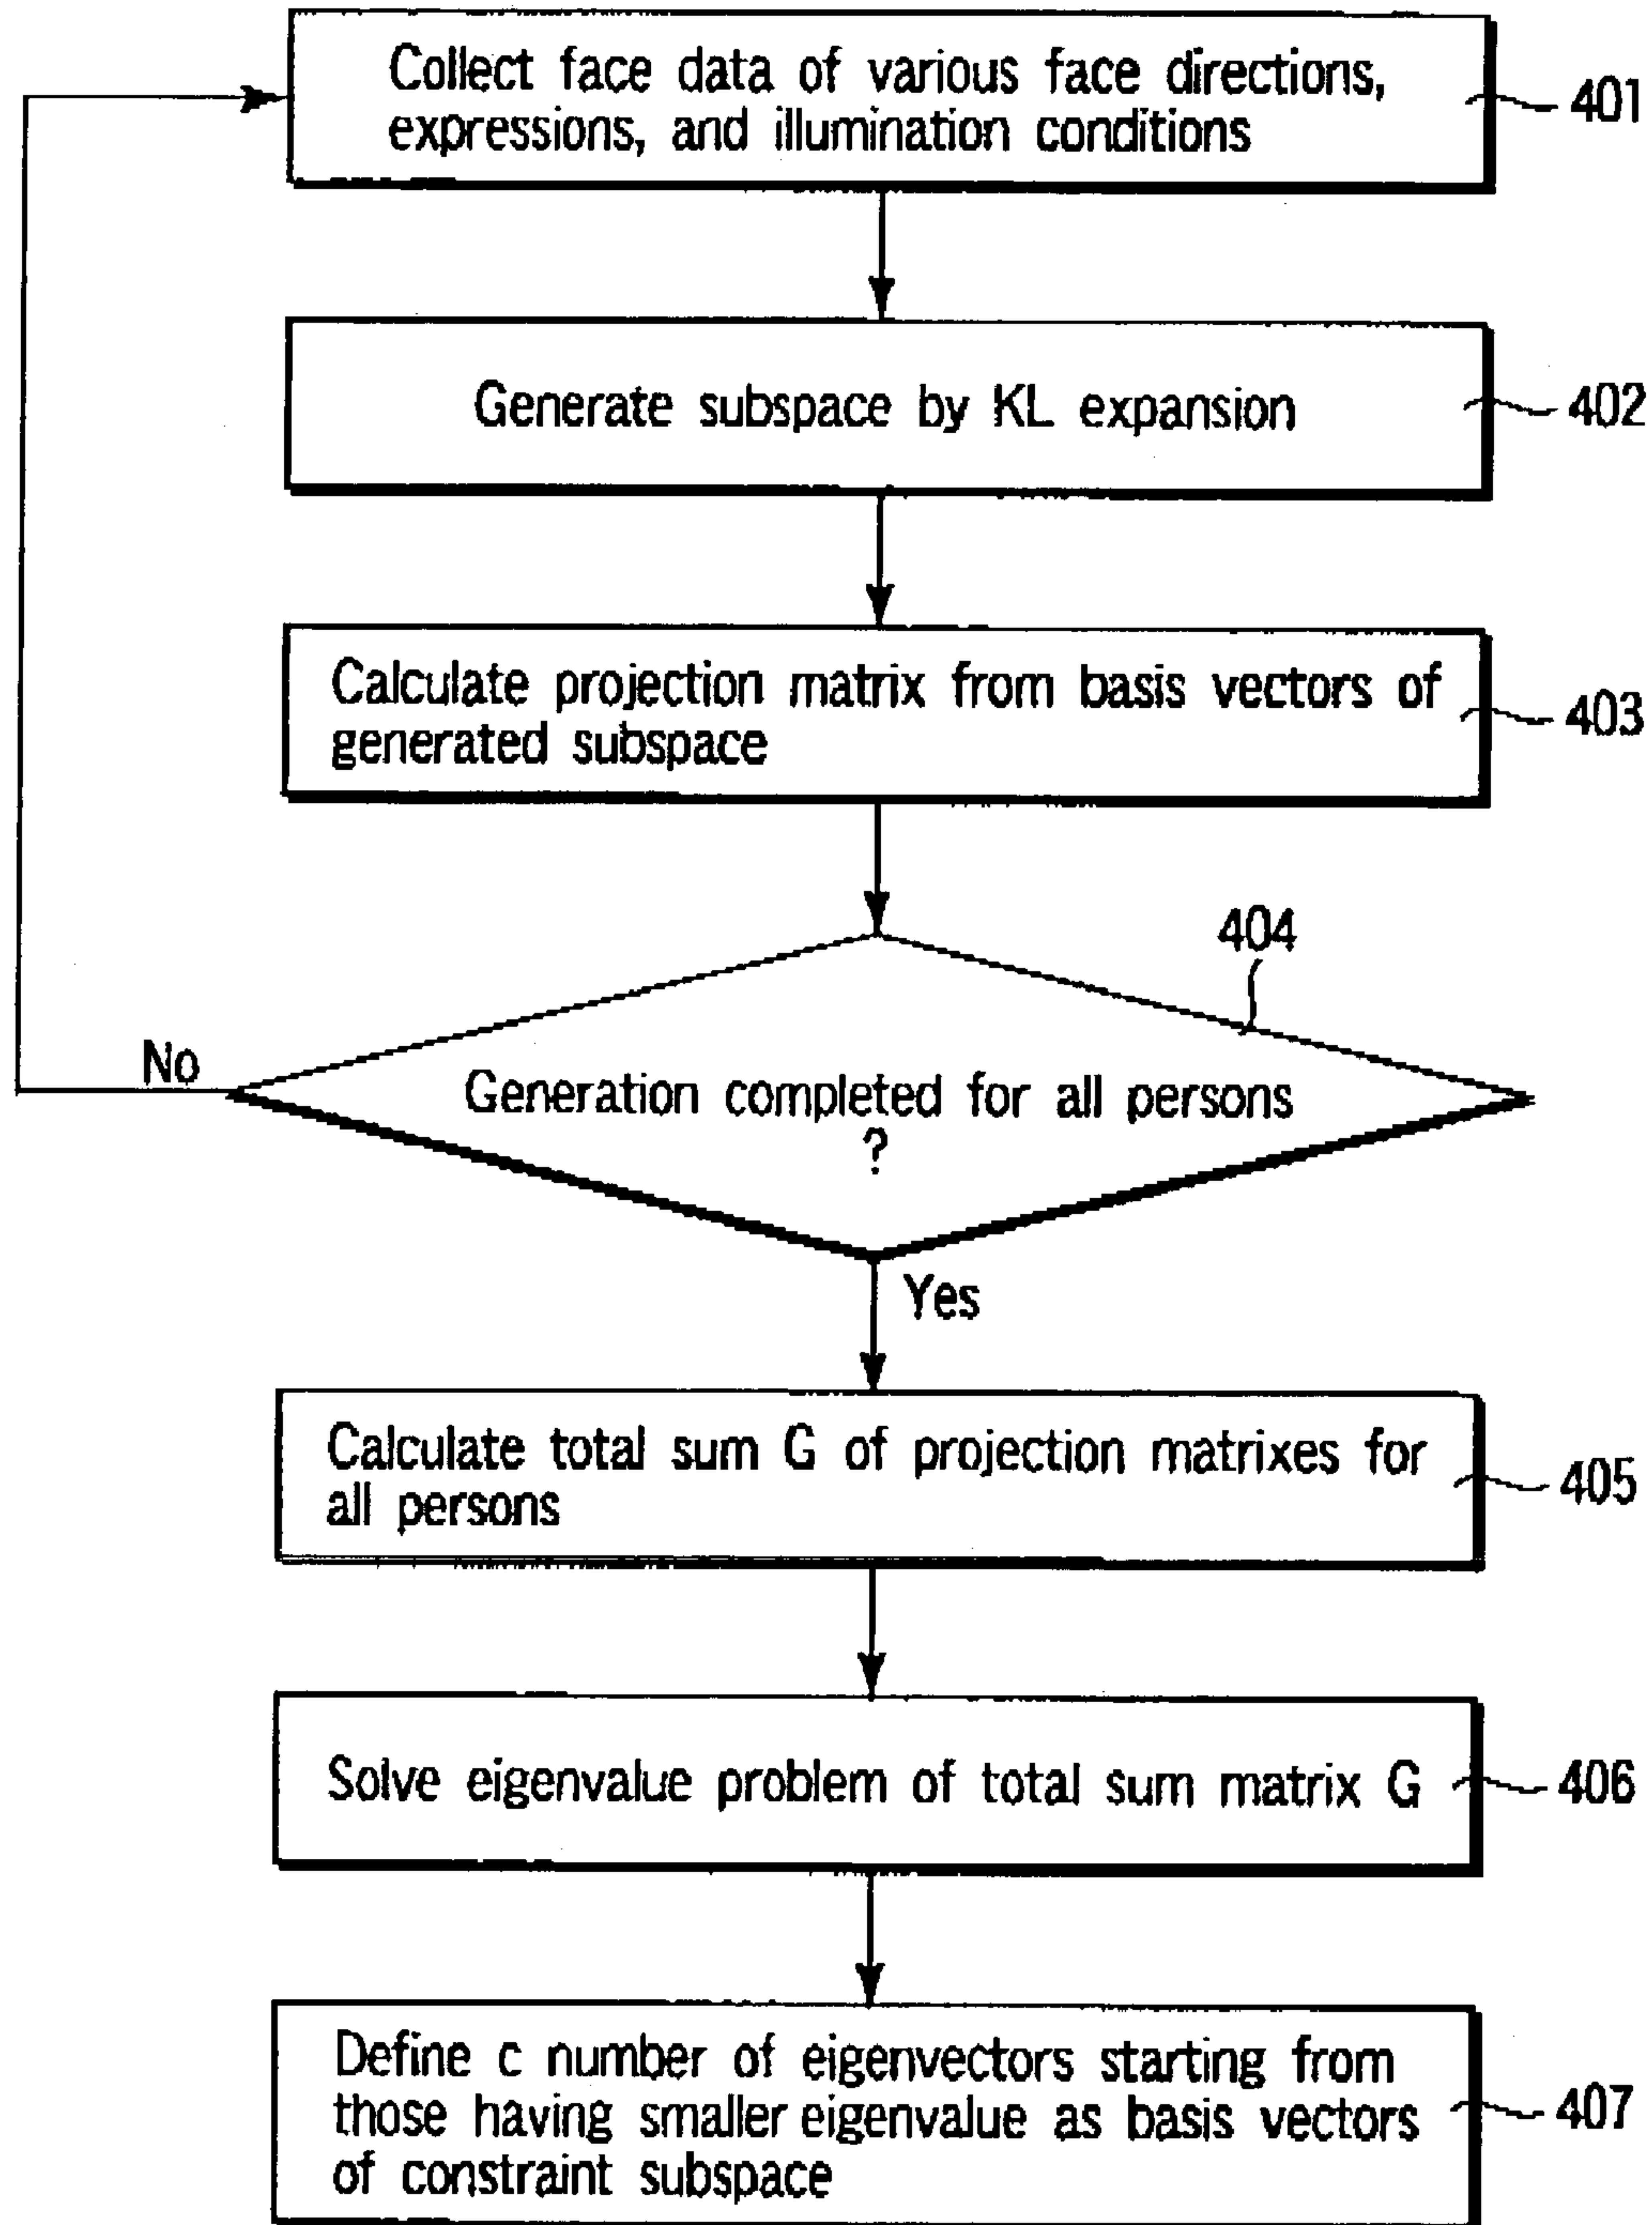 Collect face data of various face directions,
expressions, and illumination conditions
401
Generate subspace by KL expansion
402
Calculate projection matrix from basis vectors of
generated subspace
403
404
No
Generation completed for all persons
?
Yes
Calculate total sum G of projection matrixes for
all persons
405
Solve eigenvalue problem of total sum matrix G
406
Define c number of eigenvectors starting from
those having smaller eigenvalue as basis vectors
of constraint subspace
407